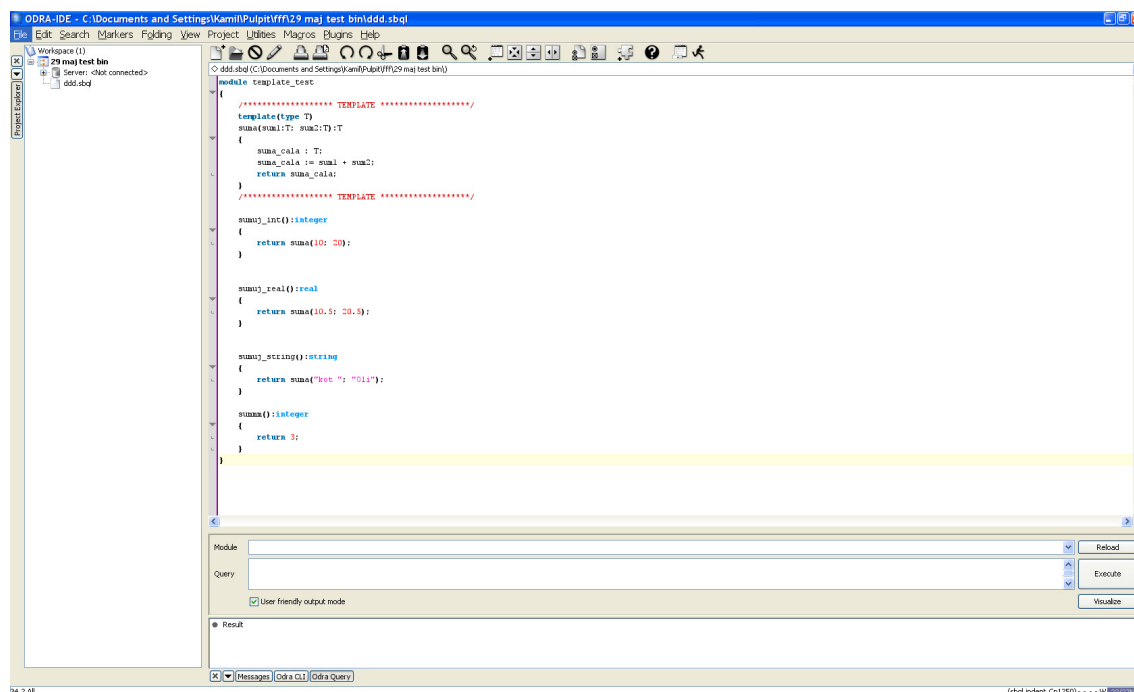 ODRA-IDE - C:\Documents and Settings\Kamil\Pulpit\fff\29 maj test bin\ddd.sbql
File Edit Search Markers Folding View Project Utilities Macros Plugins Help
Workspace (1)
29 maj test bin
Server: <Not connected>
ddd.sbql
Project Explorer
ddd.sbql (C:\Documents and Settings\Kamil\Pulpit\fff\29 maj test bin\)
module template_test
{
/****************** TEMPLATE ******************/
template(type T)
suma(sum1:T; sum2:T):T
{
suma_cala : T;
suma_cala := sum1 + sum2;
return suma_cala;
}
/****************** TEMPLATE ******************/
sumuj_int():integer
{
return suma(10; 20);
}
sumuj_real():real
{
return suma(10.5; 20.5);
}
sumuj_string():string
{
return suma("kot "; "Oli");
}
summm():integer
{
return 3;
}
}
Module
Reload
Query
Execute
User friendly output mode
Visualize
Result
Messages Odra CLI Odra Query